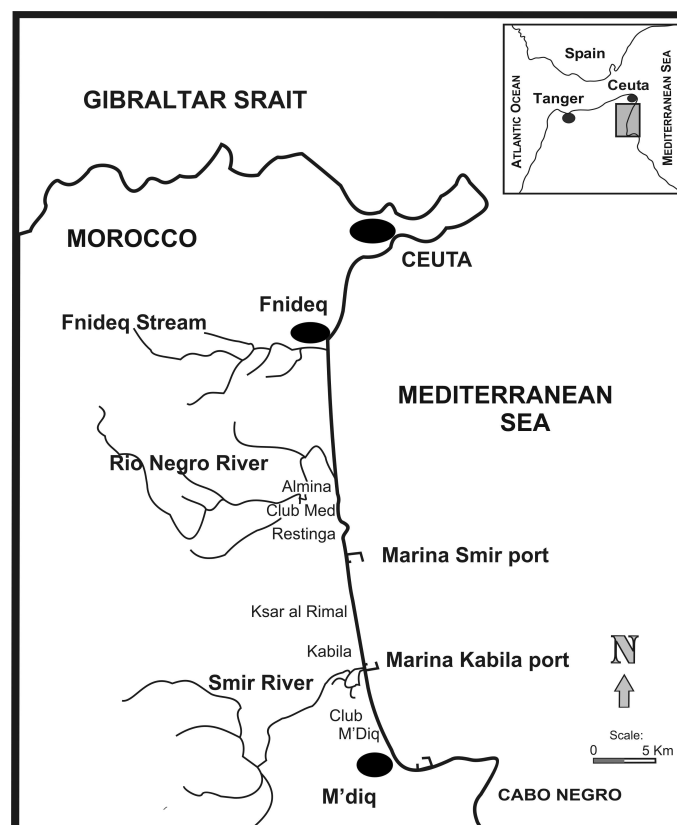 Spain
Ceuta
Tanger
ATLANTIC OCEAN
MEDITERRANEAN SEA
GIBRALTAR SRAIT
MOROCCO
CEUTA
Fnideq
Fnideq Stream
MEDITERRANEAN
SEA
Rio Negro River
Almina
Club Med
Restinga
Marina Smir port
Ksar al Rimal
Kabila
Marina Kabila port
N
Smir River
Club
M'Diq
Scale:
0 5 Km
M'diq
CABO NEGRO